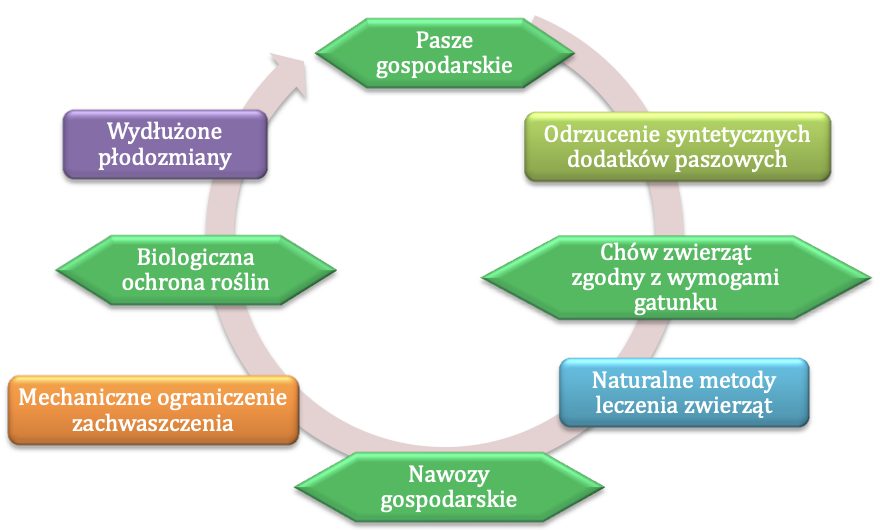 Pasze
gospodarskie
Odrzucenie syntetycznych
dodatków paszowych
Chów zwierząt
zgodny z wymogami
gatunku
Naturalne metody
leczenia zwierząt
Nawozy
gospodarskie
Mechaniczne ograniczenie
zachwaszczenia
Biologiczna
ochrona roślin
Wydłużone
płodozmiany